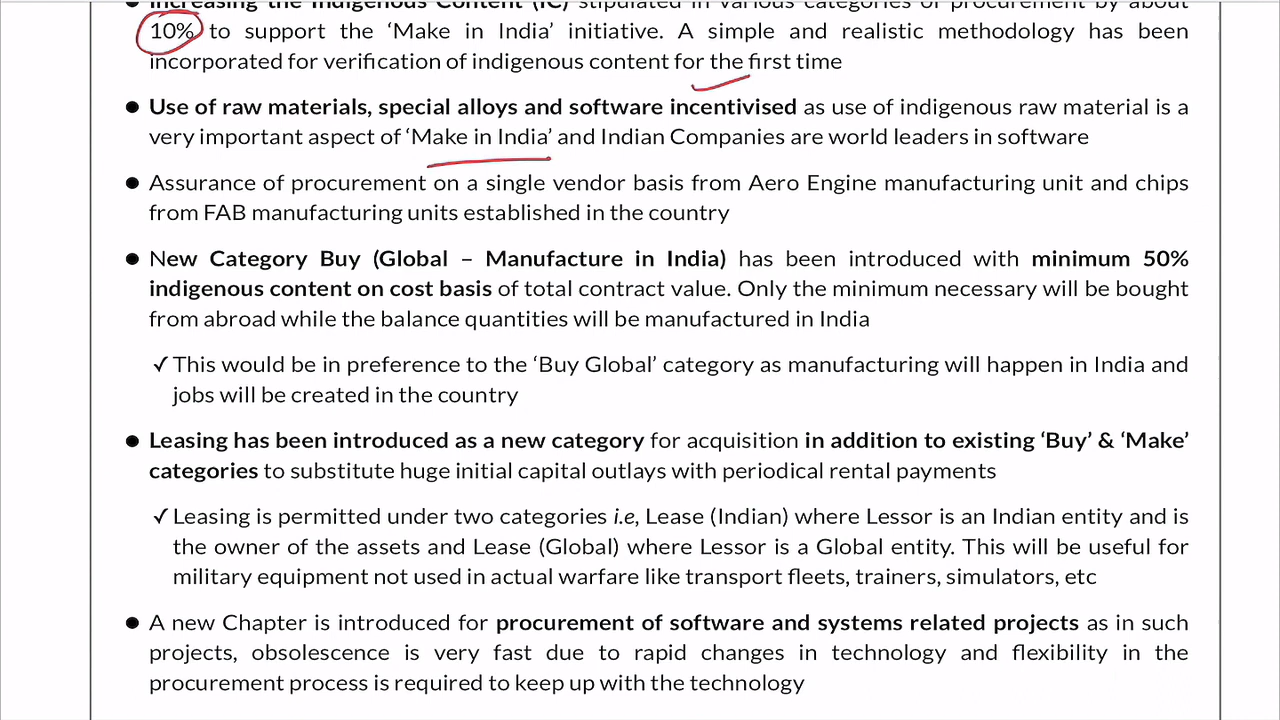 ● Increasing the Indigenous Content (IC) stipulated in various categories of procurement by about
10% to support the ‘Make in India’ initiative. A simple and realistic methodology has been
incorporated for verification of indigenous content for the first time
● Use of raw materials, special alloys and software incentivised as use of indigenous raw material is a
very important aspect of ‘Make in India’ and Indian Companies are world leaders in software
● Assurance of procurement on a single vendor basis from Aero Engine manufacturing unit and chips
from FAB manufacturing units established in the country
● New Category Buy (Global – Manufacture in India) has been introduced with minimum 50%
indigenous content on cost basis of total contract value. Only the minimum necessary will be bought
from abroad while the balance quantities will be manufactured in India
✓ This would be in preference to the ‘Buy Global’ category as manufacturing will happen in India and
jobs will be created in the country
● Leasing has been introduced as a new category for acquisition in addition to existing ‘Buy’ & ‘Make’
categories to substitute huge initial capital outlays with periodical rental payments
✓ Leasing is permitted under two categories i.e, Lease (Indian) where Lessor is an Indian entity and is
the owner of the assets and Lease (Global) where Lessor is a Global entity. This will be useful for
military equipment not used in actual warfare like transport fleets, trainers, simulators, etc
● A new Chapter is introduced for procurement of software and systems related projects as in such
projects, obsolescence is very fast due to rapid changes in technology and flexibility in the
procurement process is required to keep up with the technology